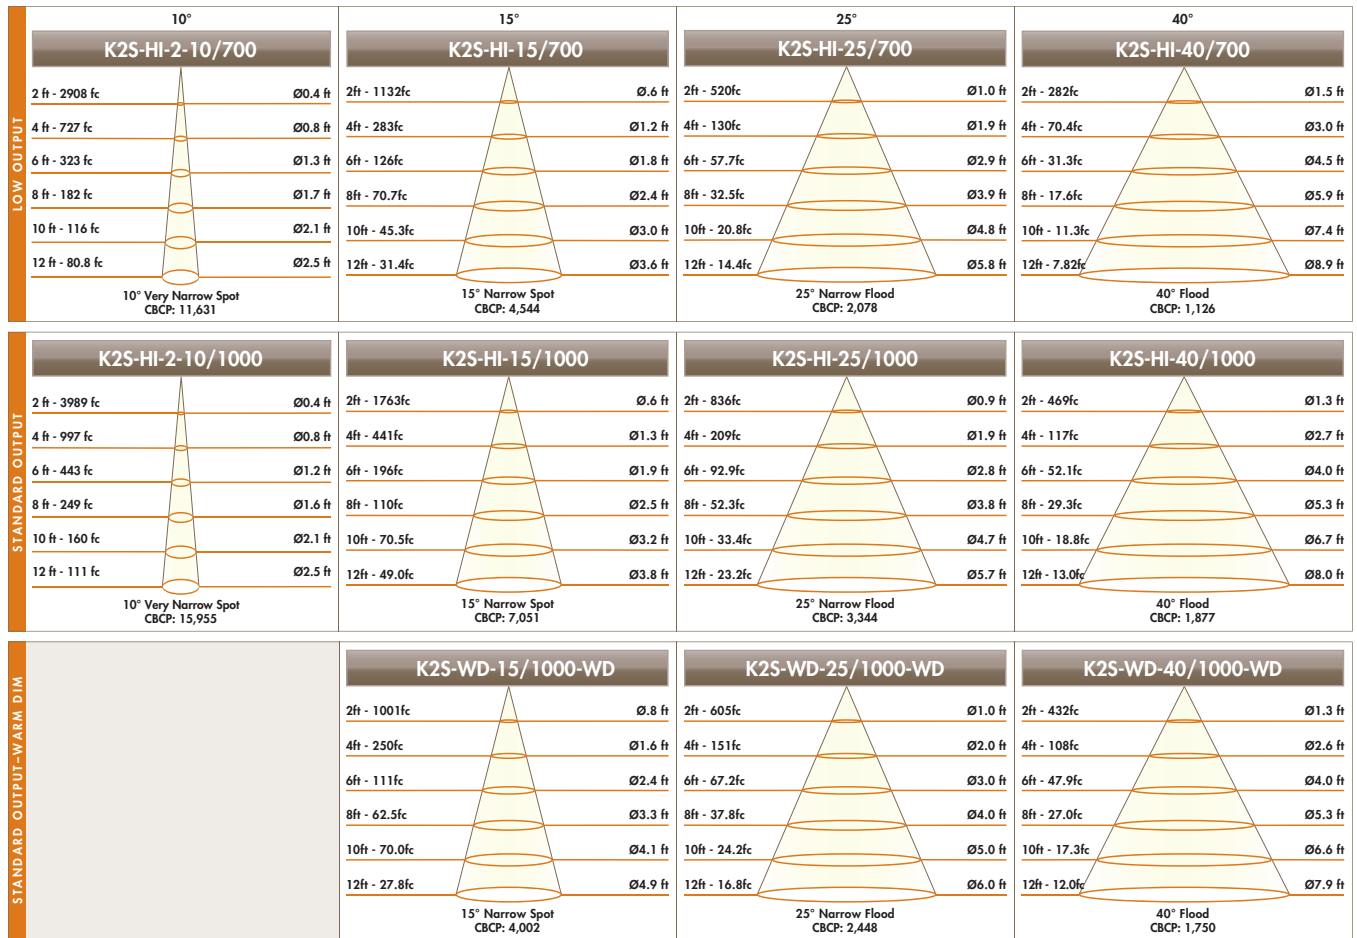 10°
15°
25°
40°
LOW OUTPUT
K2S-HI-2-10/700
2 ft - 2908 fc Ø0.4 ft
4 ft - 727 fc Ø0.8 ft
6 ft - 323 fc Ø1.3 ft
8 ft - 182 fc Ø1.7 ft
10 ft - 116 fc Ø2.1 ft
12 ft - 80.8 fc Ø2.5 ft
10° Very Narrow Spot
CBCP: 11,631
K2S-HI-15/700
2ft - 1132fc Ø.6 ft
4ft - 283fc Ø1.2 ft
6ft - 126fc Ø1.8 ft
8ft - 70.7fc Ø2.4 ft
10ft - 45.3fc Ø3.0 ft
12ft - 31.4fc Ø3.6 ft
15° Narrow Spot
CBCP: 4,544
K2S-HI-25/700
2ft - 520fc Ø1.0 ft
4ft - 130fc Ø1.9 ft
6ft - 57.7fc Ø2.9 ft
8ft - 32.5fc Ø3.9 ft
10ft - 20.8fc Ø4.8 ft
12ft - 14.4fc Ø5.8 ft
25° Narrow Flood
CBCP: 2,078
K2S-HI-40/700
2ft - 282fc Ø1.5 ft
4ft - 70.4fc Ø3.0 ft
6ft - 31.3fc Ø4.5 ft
8ft - 17.6fc Ø5.9 ft
10ft - 11.3fc Ø7.4 ft
12ft - 7.82fc Ø8.9 ft
40° Flood
CBCP: 1,126
STANDARD OUTPUT
K2S-HI-2-10/1000
2 ft - 3989 fc Ø0.4 ft
4 ft - 997 fc Ø0.8 ft
6 ft - 443 fc Ø1.2 ft
8 ft - 249 fc Ø1.6 ft
10 ft - 160 fc Ø2.1 ft
12 ft - 111 fc Ø2.5 ft
10° Very Narrow Spot
CBCP: 15,955
K2S-HI-15/1000
2ft - 1763fc Ø.6 ft
4ft - 441fc Ø1.3 ft
6ft - 196fc Ø1.9 ft
8ft - 110fc Ø2.5 ft
10ft - 70.5fc Ø3.2 ft
12ft - 49.0fc Ø3.8 ft
15° Narrow Spot
CBCP: 7,051
K2S-HI-25/1000
2ft - 836fc Ø0.9 ft
4ft - 209fc Ø1.9 ft
6ft - 92.9fc Ø2.8 ft
8ft - 52.3fc Ø3.8 ft
10ft - 33.4fc Ø4.7 ft
12ft - 23.2fc Ø5.7 ft
25° Narrow Flood
CBCP: 3,344
K2S-HI-40/1000
2ft - 469fc Ø1.3 ft
4ft - 117fc Ø2.7 ft
6ft - 52.1fc Ø4.0 ft
8ft - 29.3fc Ø5.3 ft
10ft - 18.8fc Ø6.7 ft
12ft - 13.0fc Ø8.0 ft
40° Flood
CBCP: 1,877
STANDARD OUTPUT–WARM DIM
K2S-WD-15/1000-WD
2ft - 1001fc Ø.8 ft
4ft - 250fc Ø1.6 ft
6ft - 111fc Ø2.4 ft
8ft - 62.5fc Ø3.3 ft
10ft - 70.0fc Ø4.1 ft
12ft - 27.8fc Ø4.9 ft
15° Narrow Spot
CBCP: 4,002
K2S-WD-25/1000-WD
2ft - 605fc Ø1.0 ft
4ft - 151fc Ø2.0 ft
6ft - 67.2fc Ø3.0 ft
8ft - 37.8fc Ø4.0 ft
10ft - 24.2fc Ø5.0 ft
12ft - 16.8fc Ø6.0 ft
25° Narrow Flood
CBCP: 2,448
K2S-WD-40/1000-WD
2ft - 432fc Ø1.3 ft
4ft - 108fc Ø2.6 ft
6ft - 47.9fc Ø4.0 ft
8ft - 27.0fc Ø5.3 ft
10ft - 17.3fc Ø6.6 ft
12ft - 12.0fc Ø7.9 ft
40° Flood
CBCP: 1,750